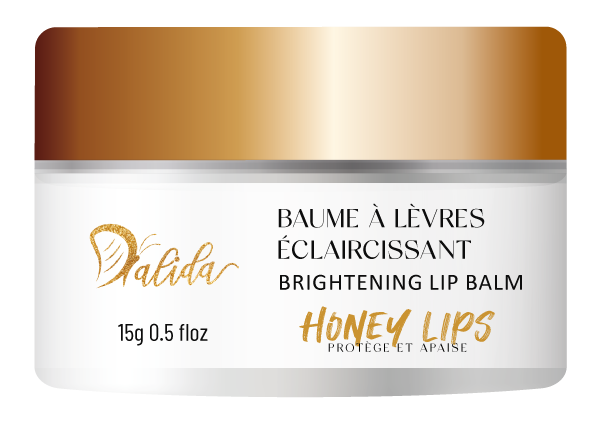 Dalida
15g 0.5 floz
BAUME À LÈVRES
ÉCLAIRCISSANT
BRIGHTENING LIP BALM
HONEY LIPS
PROTÈGE ET APAISE